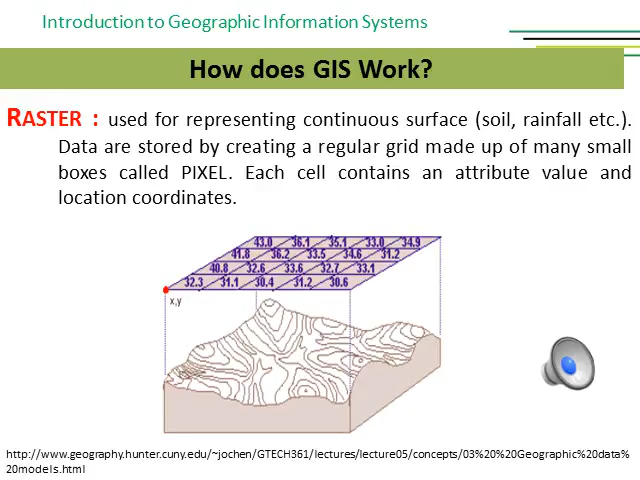 Introduction to Geographic Information Systems
How does GIS Work?
RASTER : used for representing continuous surface (soil, rainfall etc.).
Data are stored by creating a regular grid made up of many small
boxes called PIXEL. Each cell contains an attribute value and
location coordinates.
43.0 36.1 35.1 33.0 34.9
41.8 36.2 33.5 34.6 31.2
40.8 32.6 33.6 32.7 33.1
32.3 31.1 30.4 31.2 30.6
x,y
http://www.geography.hunter.cuny.edu/~jochen/GTECH361/lectures/lecture05/concepts/03%20%20Geographic%20data%
20models.html